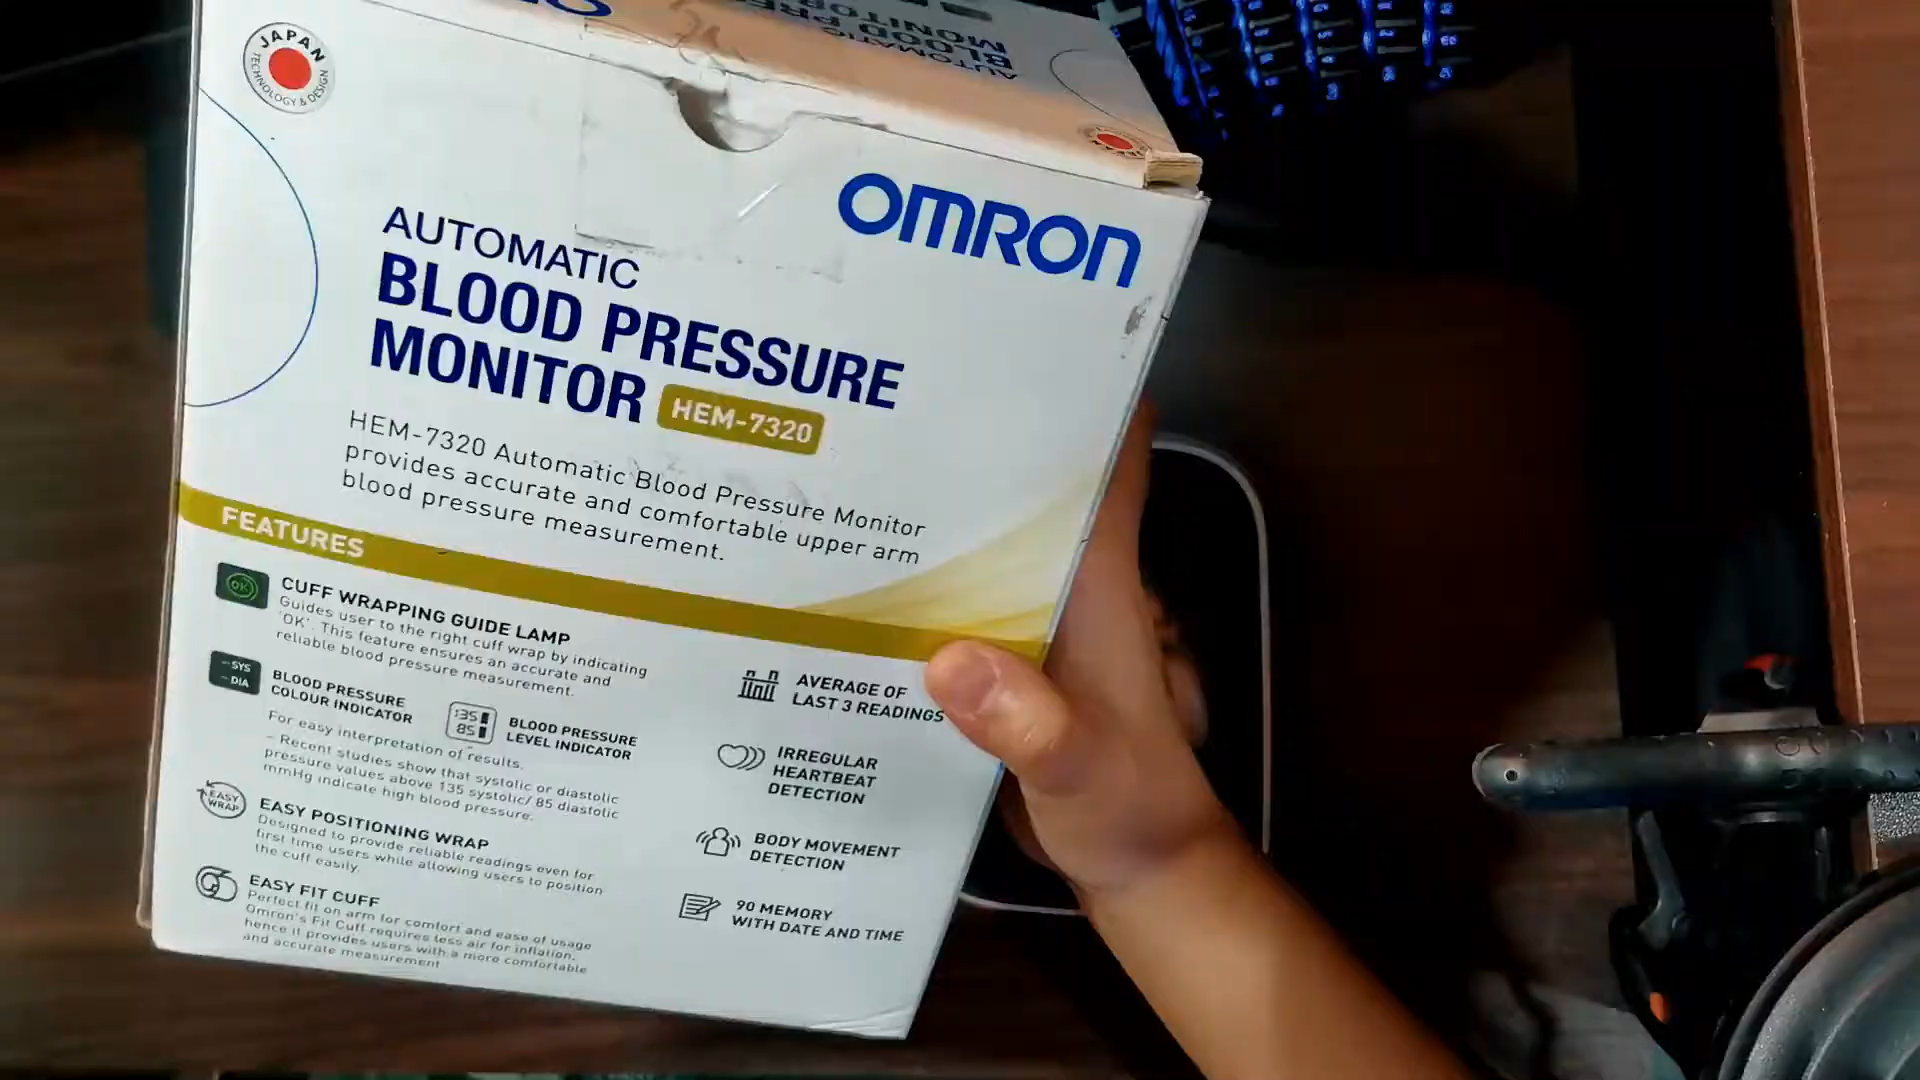 AUTOMATIC
BLOOD PRE
MONITOR
JAPAN
TECHNOLOGY & DESIGN
OMRON
AUTOMATIC
BLOOD PRESSURE
MONITOR HEM-7320
HEM-7320 Automatic Blood Pressure Monitor
provides accurate and comfortable upper arm
blood pressure measurement.
FEATURES
OK
CUFF WRAPPING GUIDE LAMP
Guides user to the right cuff wrap by indicating
'OK'. This feature ensures an accurate and
reliable blood pressure measurement.
SYS
DIA
BLOOD PRESSURE
COLOUR INDICATOR
135
85
BLOOD PRESSURE
LEVEL INDICATOR
For easy interpretation of results.
- Recent studies show that systolic or diastolic
pressure values above 135 systolic/ 85 diastolic
mmHg indicate high blood pressure.
EASY
WRAP
EASY POSITIONING WRAP
Designed to provide reliable readings even for
first time users while allowing users to position
the cuff easily.
EASY FIT CUFF
Perfect fit on arm for comfort and ease of usage
Omron's Fit Cuff requires less air for inflation,
hence it provides users with a more comfortable
and accurate measurement
AVERAGE OF
LAST 3 READINGS
IRREGULAR
HEARTBEAT
DETECTION
BODY MOVEMENT
DETECTION
90 MEMORY
WITH DATE AND TIME